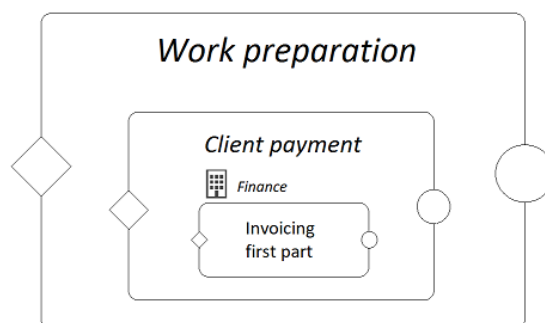 Work preparation
Client payment
Finance
Invoicing
first part